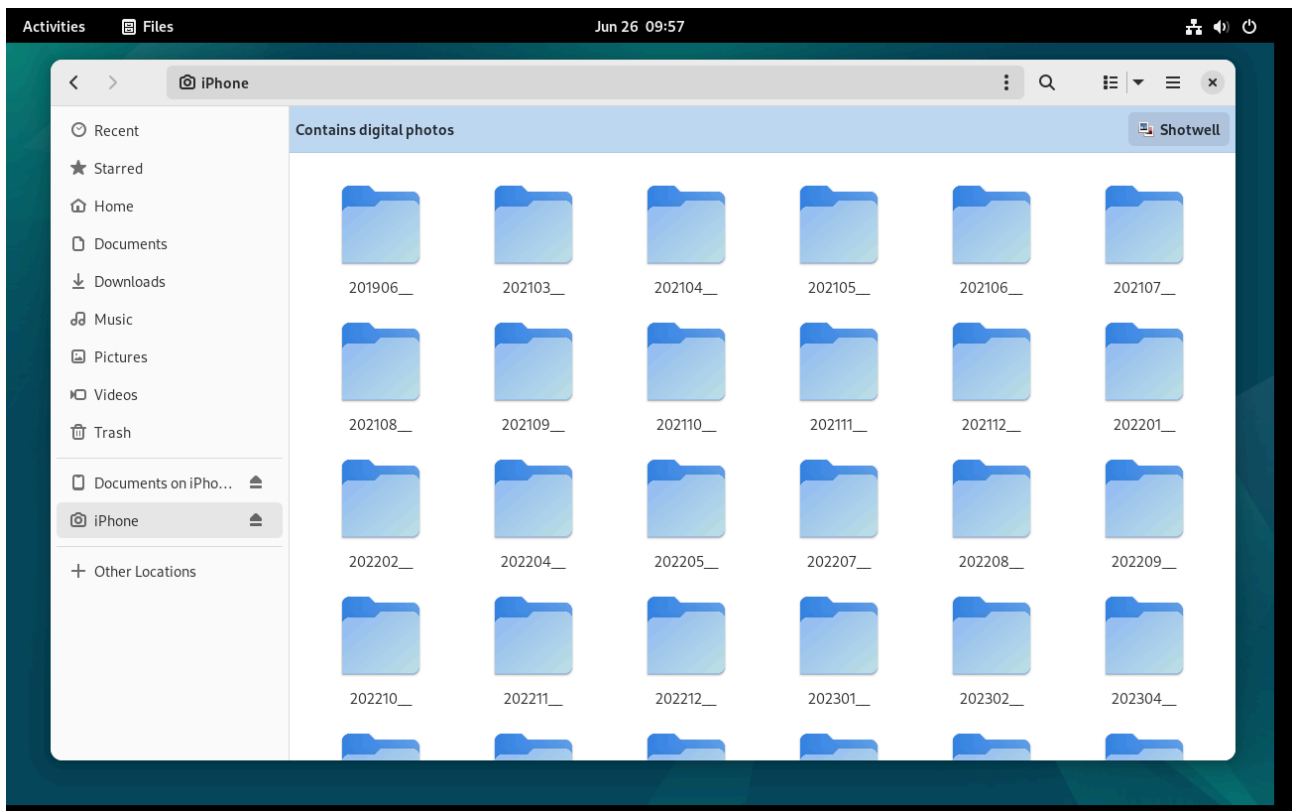 Activities Files Jun 26 09:57
iPhone
Recent
Starred
Home
Documents
Downloads
Music
Pictures
Videos
Trash
Documents on iPho...
iPhone
Other Locations
Contains digital photos Shotwell
201906__ 202103__ 202104__ 202105__ 202106__ 202107__
202108__ 202109__ 202110__ 202111__ 202112__ 202201__
202202__ 202204__ 202205__ 202207__ 202208__ 202209__
202210__ 202211__ 202212__ 202301__ 202302__ 202304__